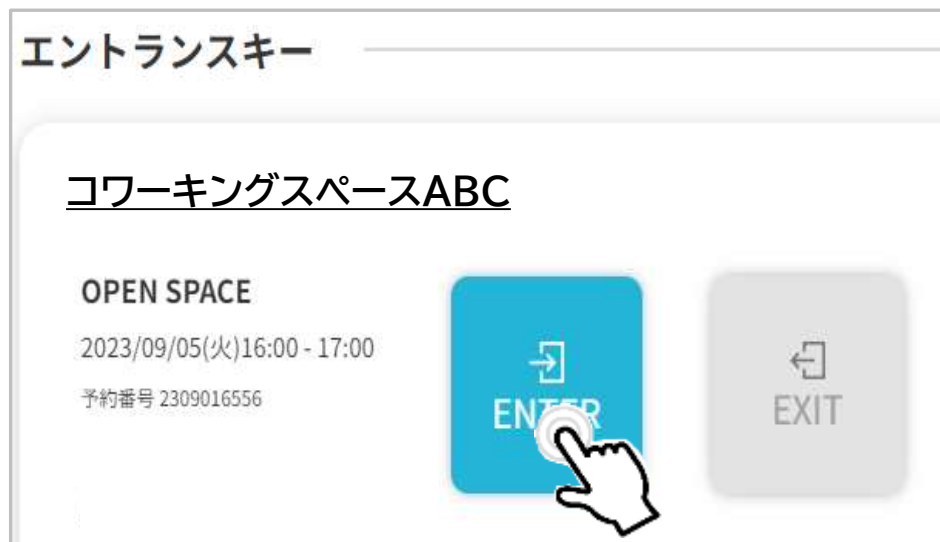 エントランスキー
コワーキングスペースABC
OPEN SPACE
2023/09/05(火)16:00 - 17:00
予約番号 2309016556
ENTER
EXIT